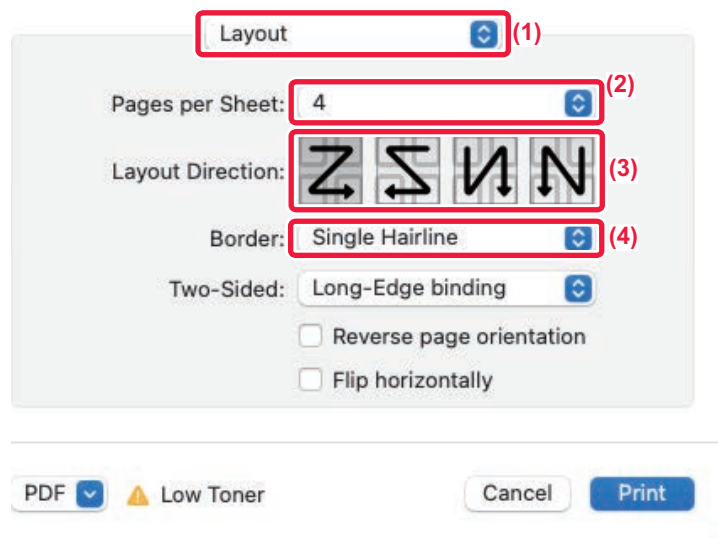 Layout (1)
Pages per Sheet: 4 (2)
Layout Direction: (3)
Border: Single Hairline (4)
Two-Sided: Long-Edge binding
Reverse page orientation
Flip horizontally
PDF Low Toner Cancel Print